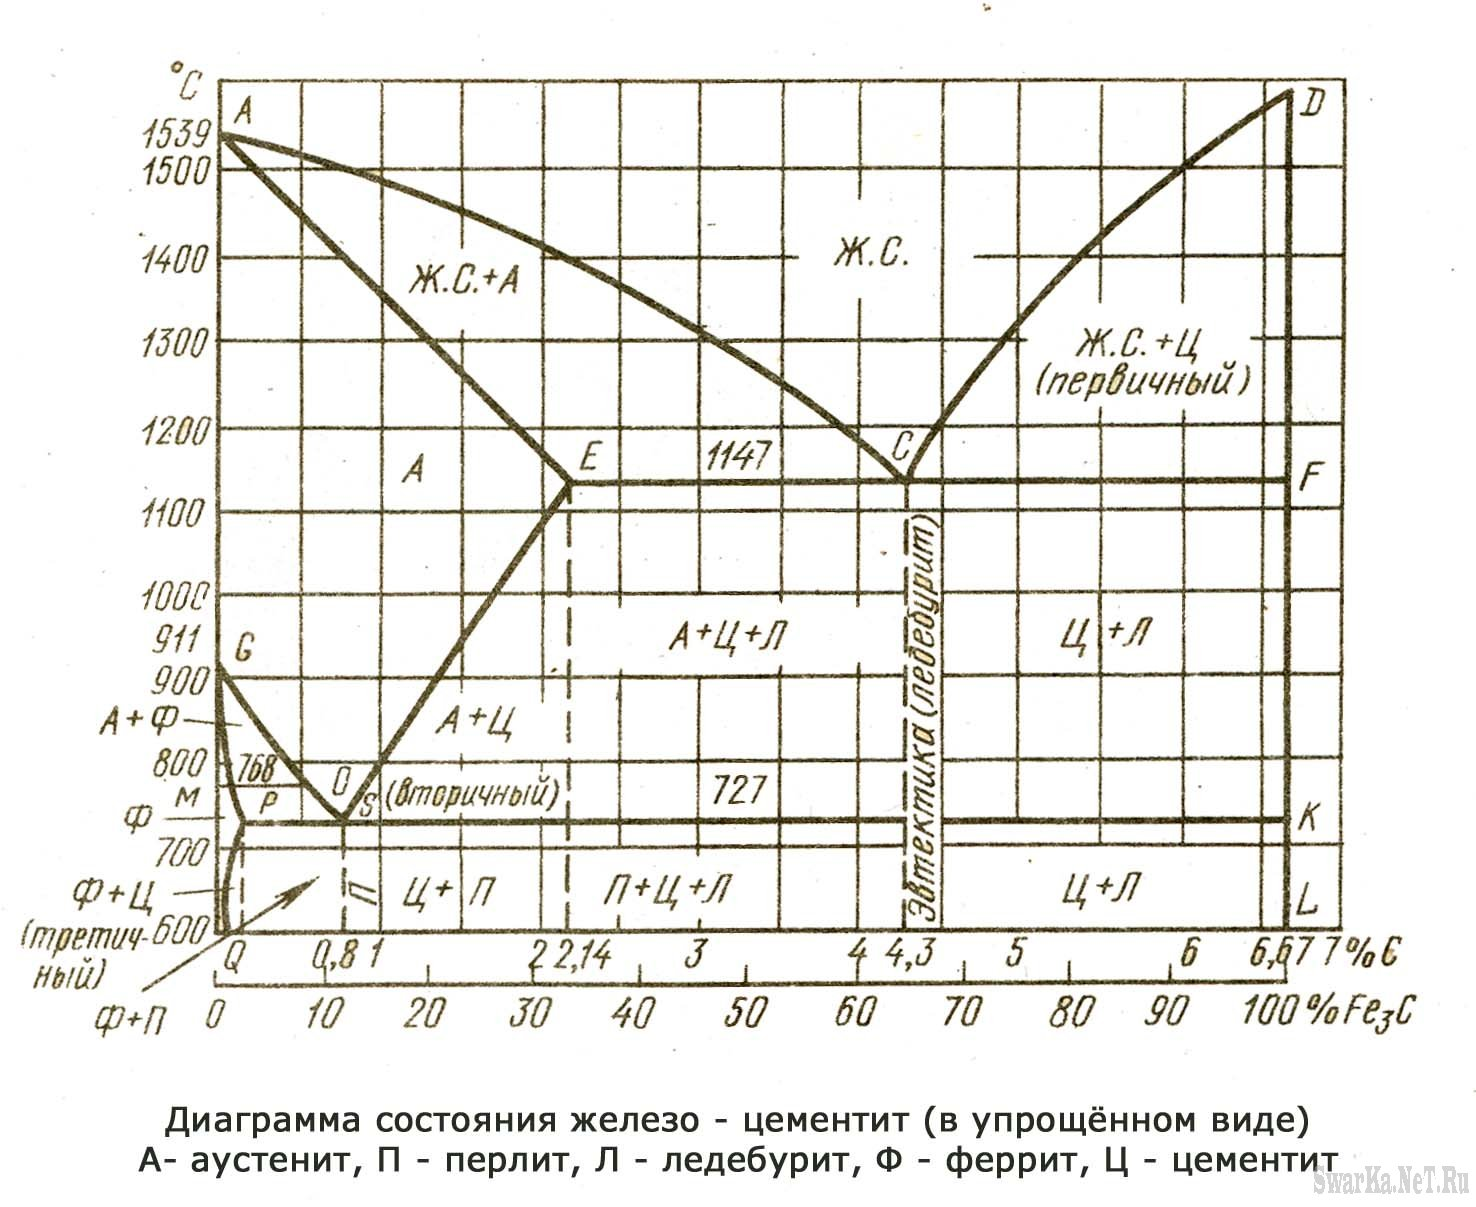 °C
A
D
1539
1500
Ж.С.
1400
Ж.С.+А
1300
Ж.С.+Ц
(первичный)
1200
E
1147
C
A
F
1100
Эвтектика (ледебурит)
1000
911
G
А+Ц+Л
Ц+Л
900
А+Ф
А+Ц
800
768
O
S
(вторичный)
727
М
P
Ф
K
700
Ф+Ц
(третич-
ный)
П
Ц+П
П+Ц+Л
Ц+Л
L
600
Q
0,8 1 2 2,14 3 4 4,3 5 6 6,67 7 %C
Ф+П
0 10 20 30 40 50 70 80 90 100 %Fe₃C
Диаграмма состояния железо - цементит (в упрощённом виде)
А- аустенит, П - перлит, Л - ледебурит, Ф - феррит, Ц - цементит
SwarKa.NeT.Ru